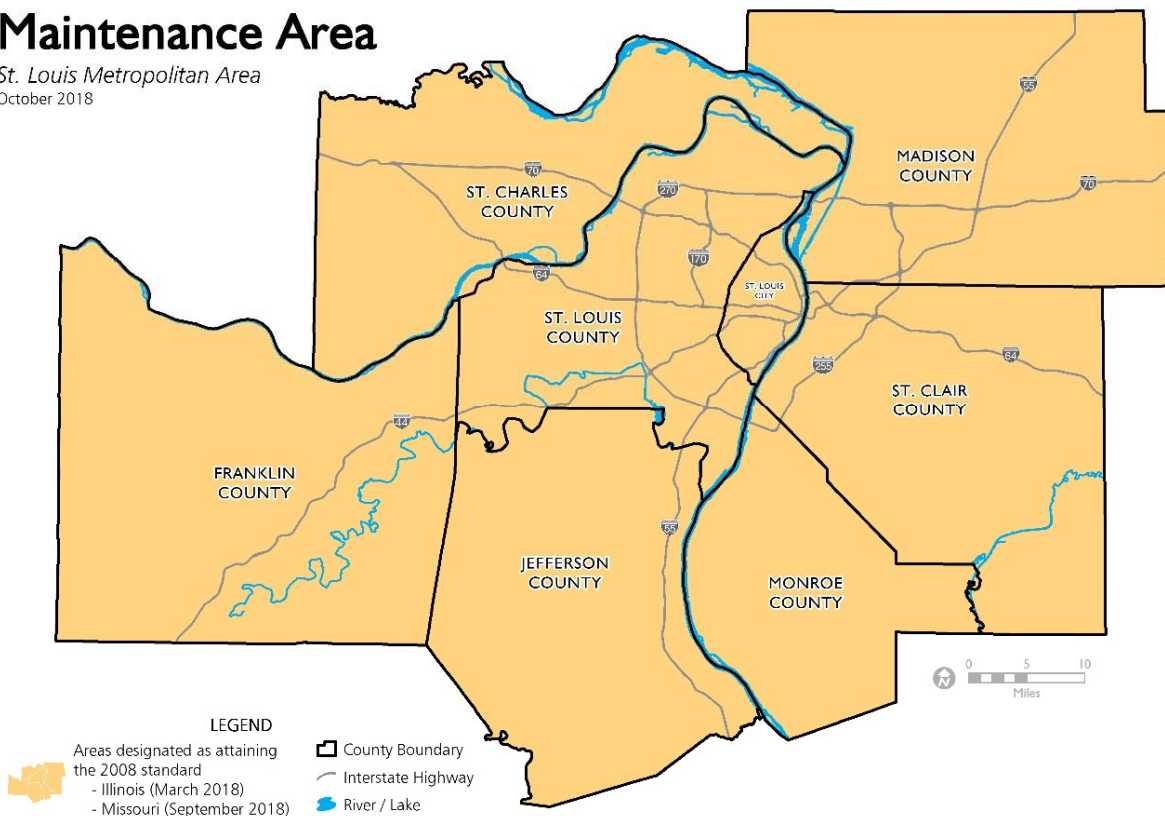 Maintenance Area
St. Louis Metropolitan Area
October 2018
55
MADISON
COUNTY
70
70
ST. CHARLES
COUNTY
270
170
64
ST. LOUIS
CITY
ST. LOUIS
COUNTY
64
255
ST. CLAIR
COUNTY
44
FRANKLIN
COUNTY
55
JEFFERSON
COUNTY
MONROE
COUNTY
N
0 5 10
Miles
LEGEND
Areas designated as attaining
the 2008 standard
- Illinois (March 2018)
- Missouri (September 2018)
County Boundary
Interstate Highway
River / Lake